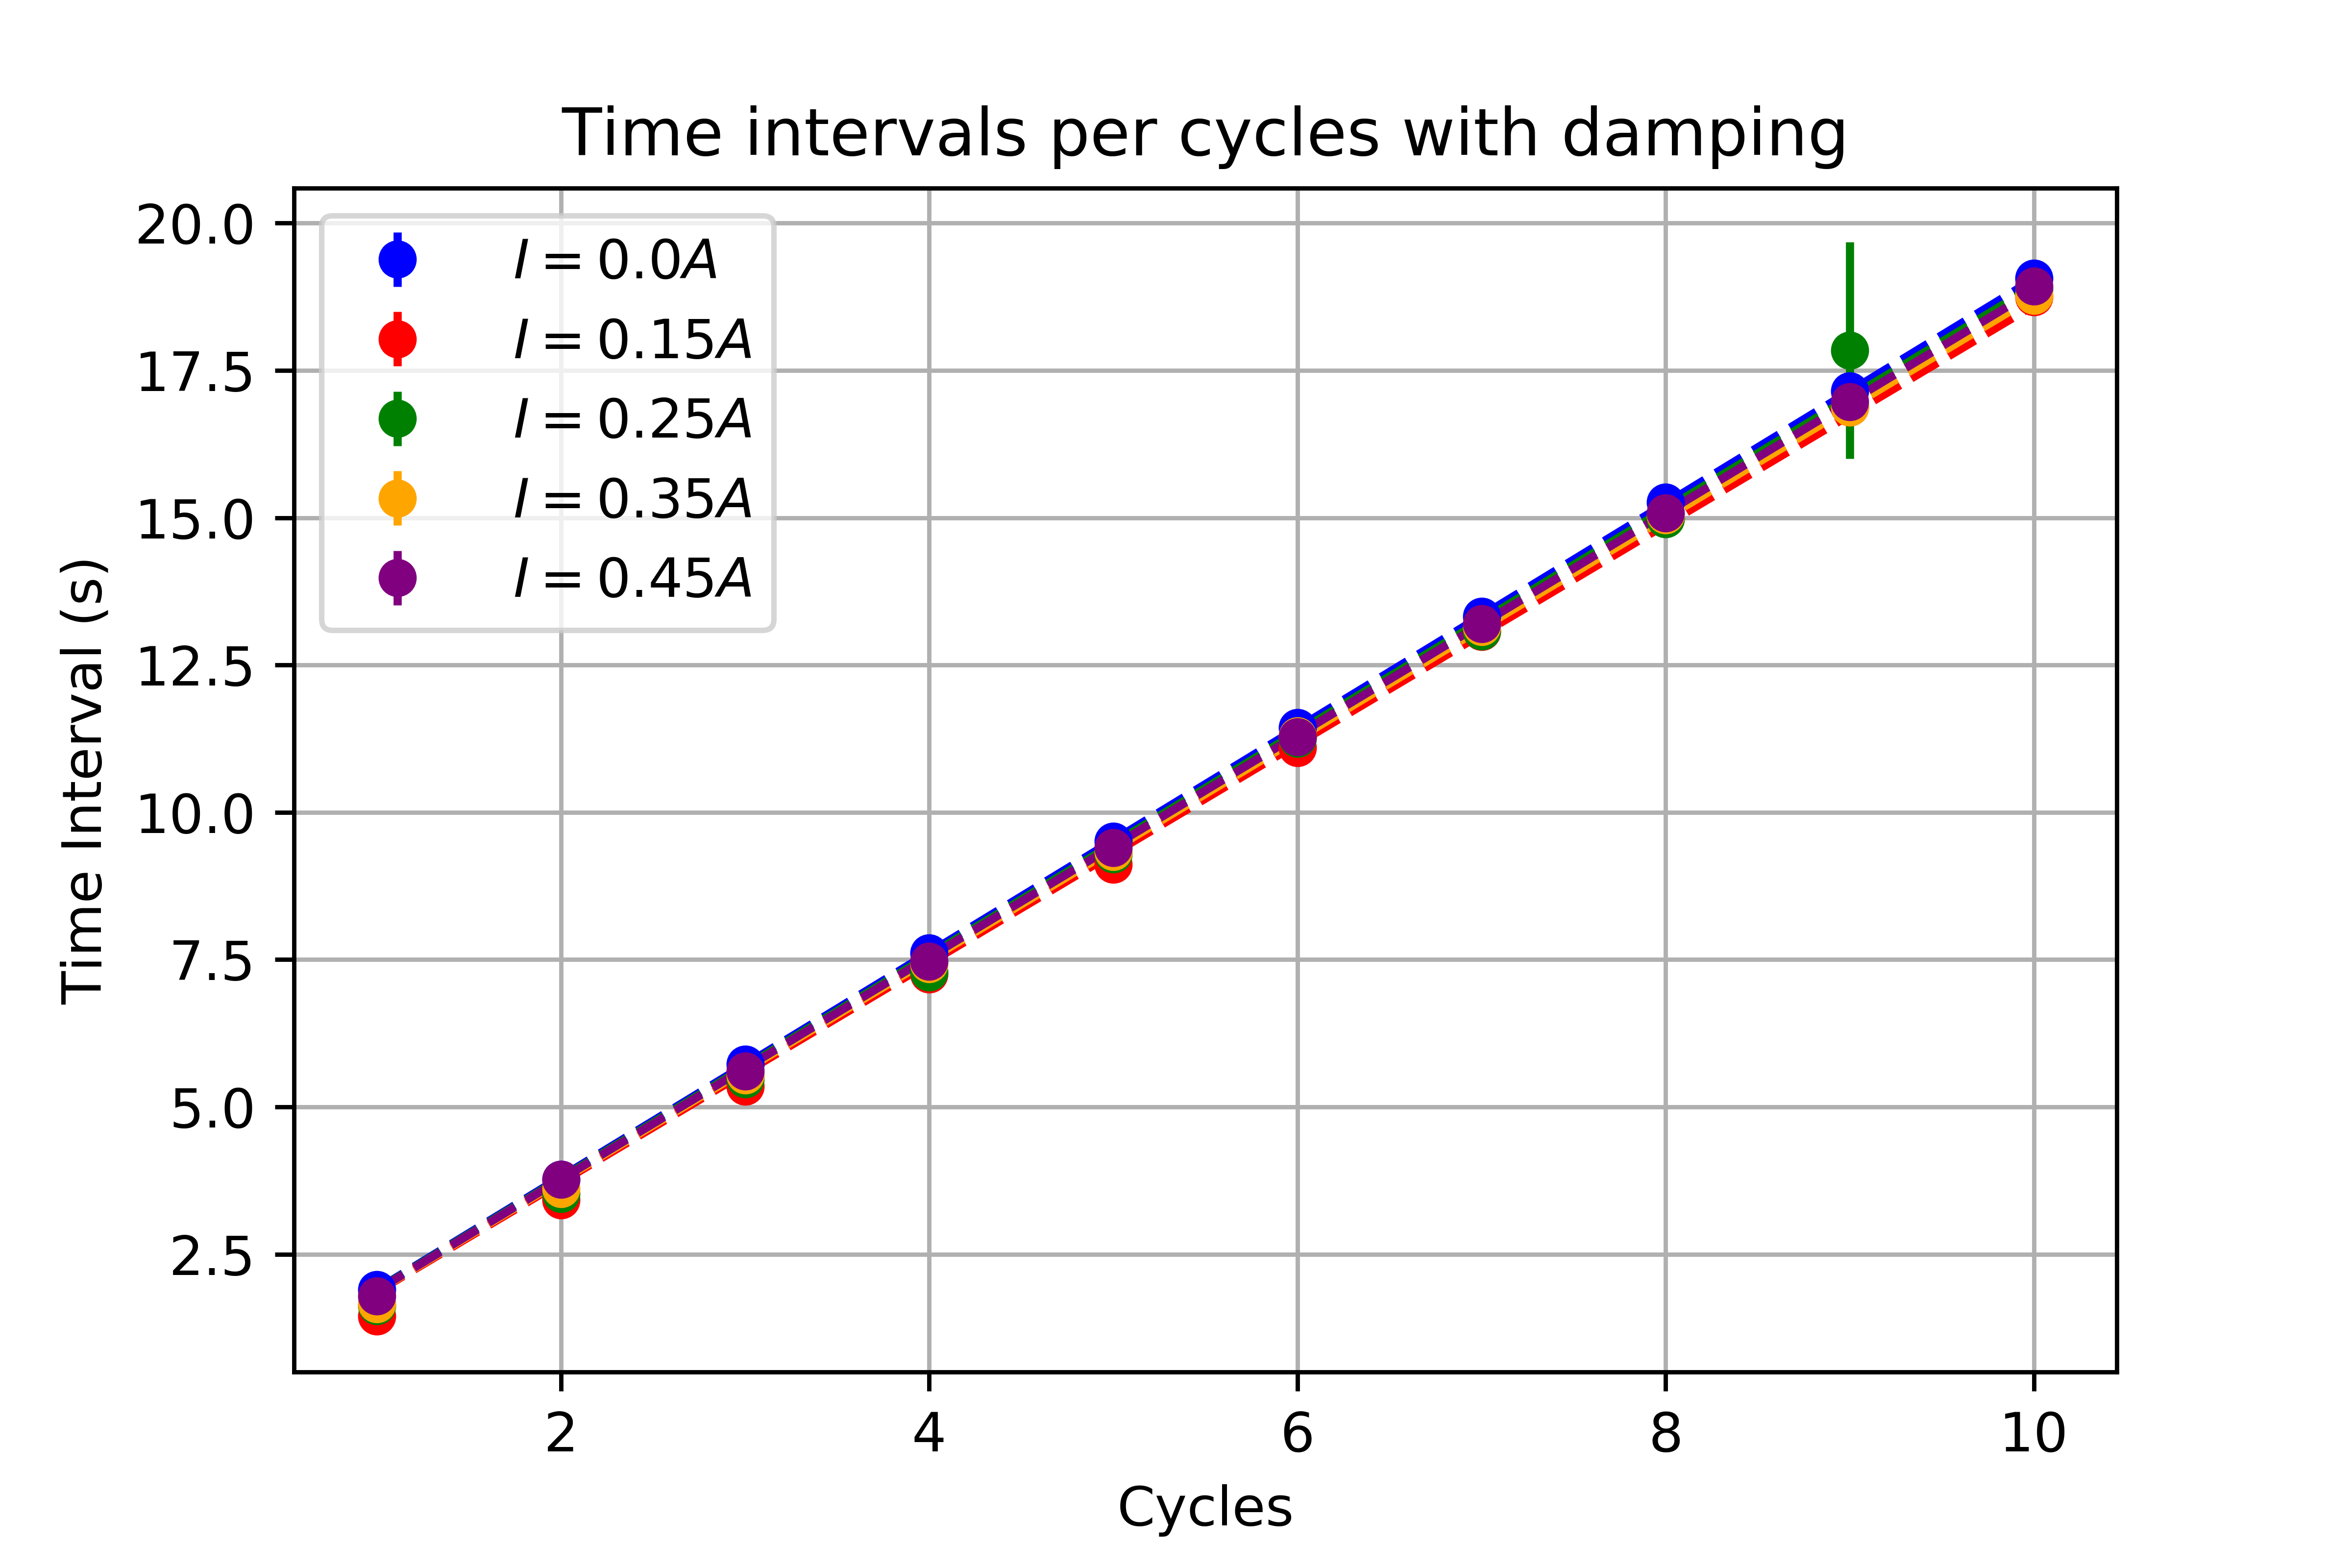 Time intervals per cycles with damping
20.0
17.5
15.0
12.5
10.0
7.5
5.0
2.5
Time Interval (s)
I = 0.0A
I = 0.15A
I = 0.25A
I = 0.35A
I = 0.45A
2 4 6 8 10
Cycles